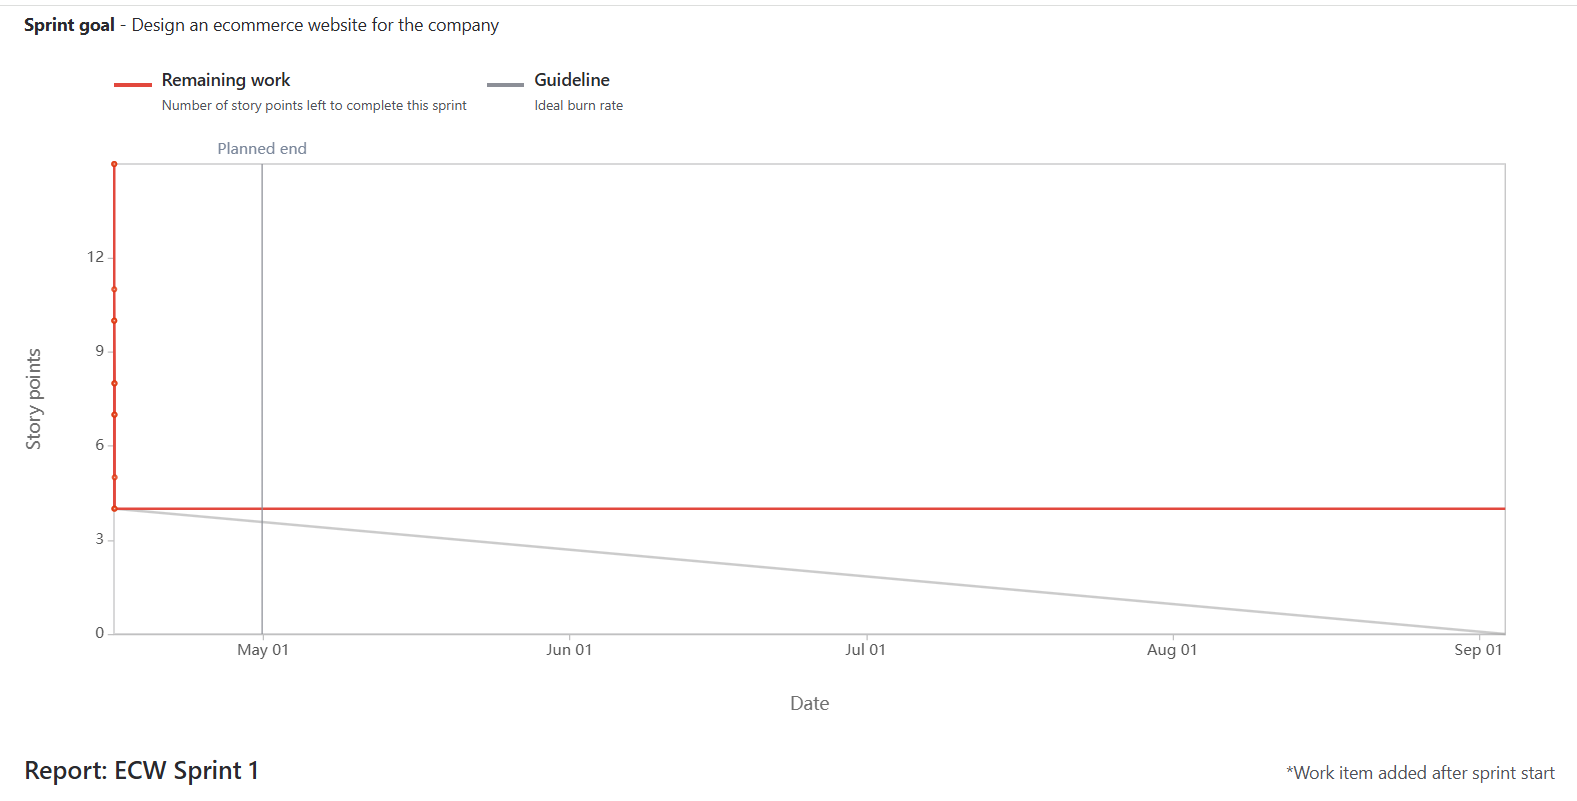 Sprint goal - Design an ecommerce website for the company
Remaining work
Number of story points left to complete this sprint
Guideline
Ideal burn rate
Planned end
12
9
6
3
0
Story points
May 01
Jun 01
Jul 01
Aug 01
Sep 01
Date
Report: ECW Sprint 1
*Work item added after sprint start